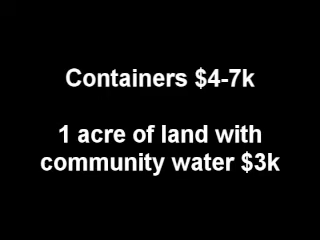 Containers $4-7k
1 acre of land with
community water $3k